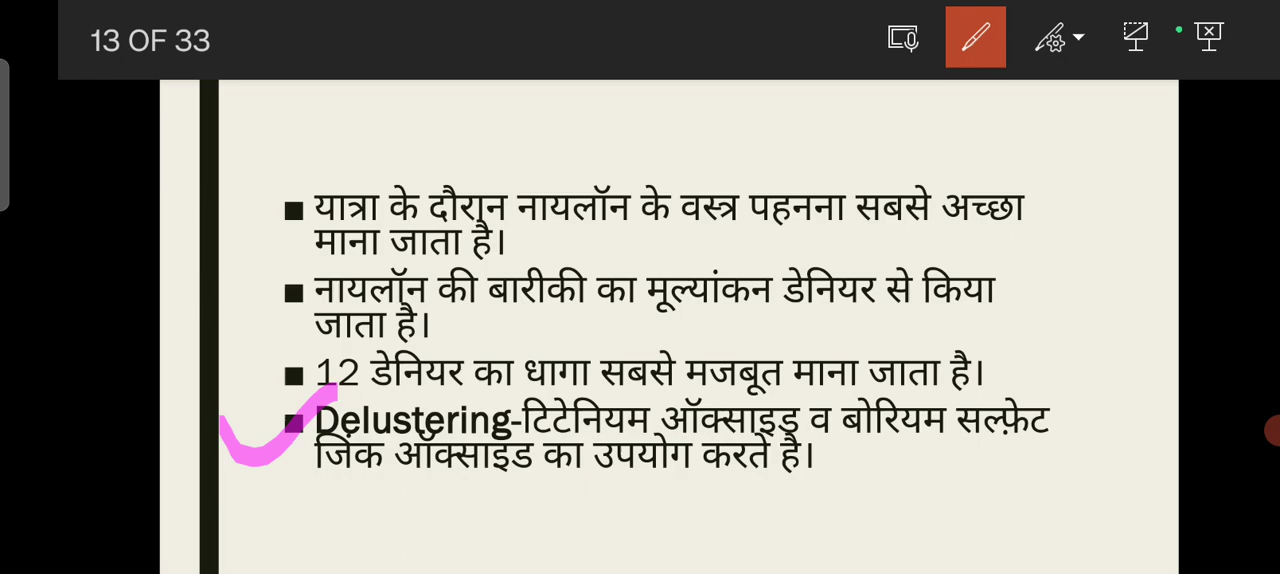 13 OF 33
■ यात्रा के दौरान नायलॉन के वस्त्र पहनना सबसे अच्छा
माना जाता है।
■ नायलॉन की बारीकी का मूल्यांकन डेनियर से किया
जाता है।
■ 12 डेनियर का धागा सबसे मजबूत माना जाता है।
■ Delustering-टिटेनियम ऑक्साइड व बोरियम सल्फ़ेट
जिंक ऑक्साइड का उपयोग करते है।